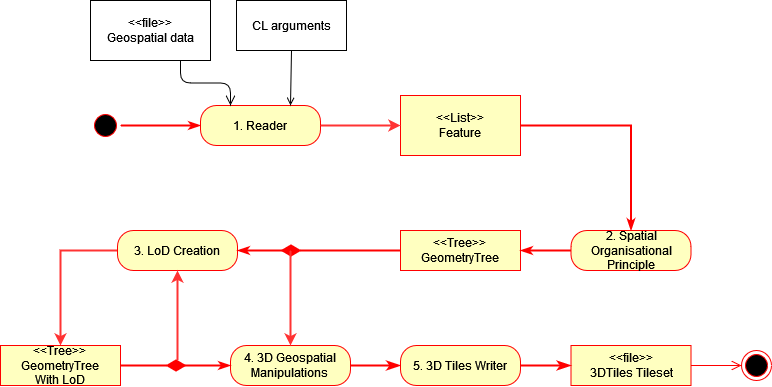 <<file>>
Geospatial data
CL arguments
1. Reader
<<List>>
Feature
3. LoD Creation
<<Tree>>
GeometryTree
2. Spatial
Organisational
Principle
<<Tree>>
GeometryTree
With LoD
4. 3D Geospatial
Manipulations
5. 3D Tiles Writer
<<file>>
3DTiles Tileset